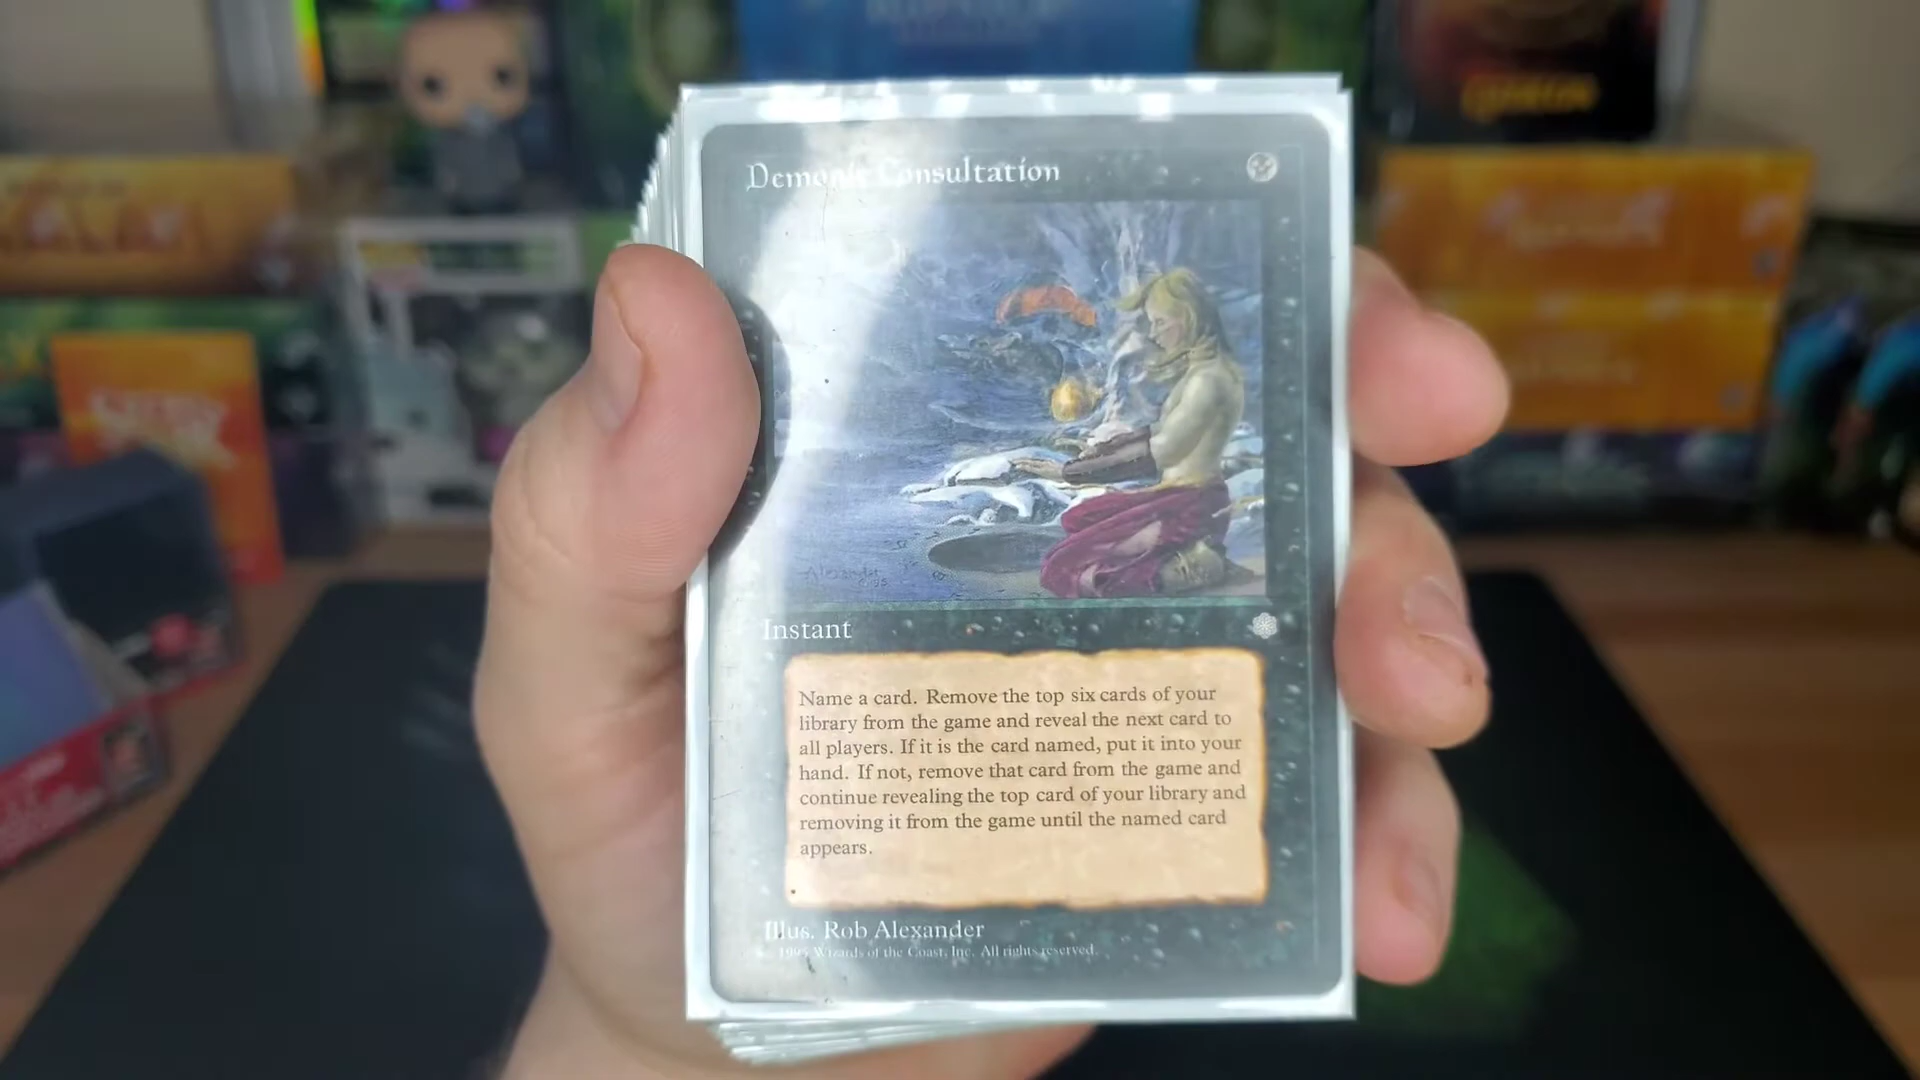 Demonic Consultation
Alexander
Instant
Name a card. Remove the top six cards of your
library from the game and reveal the next card to
all players. If it is the card named, put it into your
hand. If not, remove that card from the game and
continue revealing the top card of your library and
removing it from the game until the named card
appears.
Illus. Rob Alexander
© 1995 Wizards of the Coast, Inc. All rights reserved.